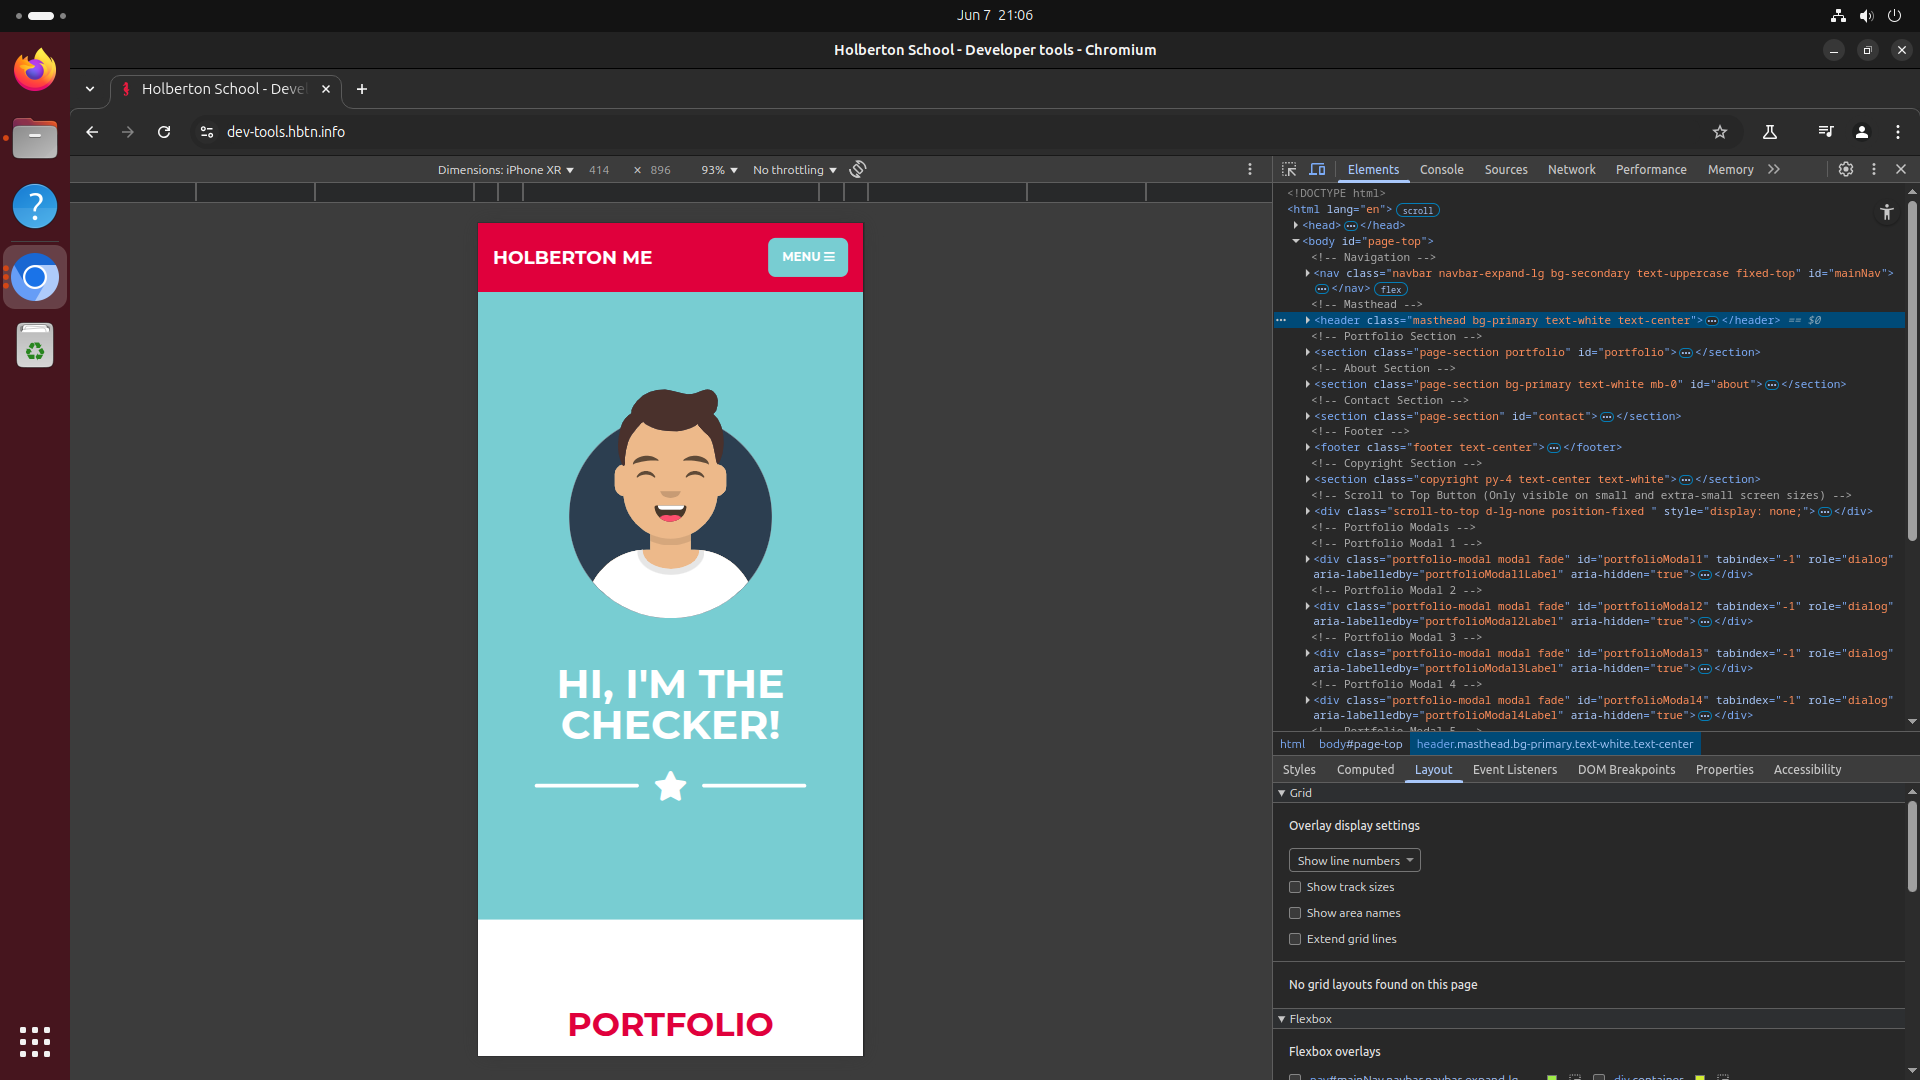 Jun 7 21:06
Holberton School - Developer tools - Chromium
Holberton School - Devel
dev-tools.hbtn.info
Dimensions: iPhone XR 414 × 896 93% No throttling
Elements Console Sources Network Performance Memory
HOLBERTON ME
MENU
HI, I'M THE
CHECKER!
PORTFOLIO
<!DOCTYPE html>
<html lang="en"> scroll
<head> ⋯ </head>
<body id="page-top">
<!-- Navigation -->
<nav class="navbar navbar-expand-lg bg-secondary text-uppercase fixed-top" id="mainNav">
⋯ </nav> flex
<!-- Masthead -->
<header class="masthead bg-primary text-white text-center"> ⋯ </header> == $0
<!-- Portfolio Section -->
<section class="page-section portfolio" id="portfolio"> ⋯ </section>
<!-- About Section -->
<section class="page-section bg-primary text-white mb-0" id="about"> ⋯ </section>
<!-- Contact Section -->
<section class="page-section" id="contact"> ⋯ </section>
<!-- Footer -->
<footer class="footer text-center"> ⋯ </footer>
<!-- Copyright Section -->
<section class="copyright py-4 text-center text-white"> ⋯ </section>
<!-- Scroll to Top Button (Only visible on small and extra-small screen sizes) -->
<div class="scroll-to-top d-lg-none position-fixed " style="display: none;"> ⋯ </div>
<!-- Portfolio Modals -->
<!-- Portfolio Modal 1 -->
<div class="portfolio-modal modal fade" id="portfolioModal1" tabindex="-1" role="dialog"
aria-labelledby="portfolioModal1Label" aria-hidden="true"> ⋯ </div>
<!-- Portfolio Modal 2 -->
<div class="portfolio-modal modal fade" id="portfolioModal2" tabindex="-1" role="dialog"
aria-labelledby="portfolioModal2Label" aria-hidden="true"> ⋯ </div>
<!-- Portfolio Modal 3 -->
<div class="portfolio-modal modal fade" id="portfolioModal3" tabindex="-1" role="dialog"
aria-labelledby="portfolioModal3Label" aria-hidden="true"> ⋯ </div>
<!-- Portfolio Modal 4 -->
<div class="portfolio-modal modal fade" id="portfolioModal4" tabindex="-1" role="dialog"
aria-labelledby="portfolioModal4Label" aria-hidden="true"> ⋯ </div>
<!-- Portfolio Modal 5 -->
html body#page-top header.masthead.bg-primary.text-white.text-center
Styles Computed Layout Event Listeners DOM Breakpoints Properties Accessibility
Grid
Overlay display settings
Show line numbers
Show track sizes
Show area names
Extend grid lines
No grid layouts found on this page
Flexbox
Flexbox overlays
nav#mainNav.navbar.navbar-expand-lg div.container